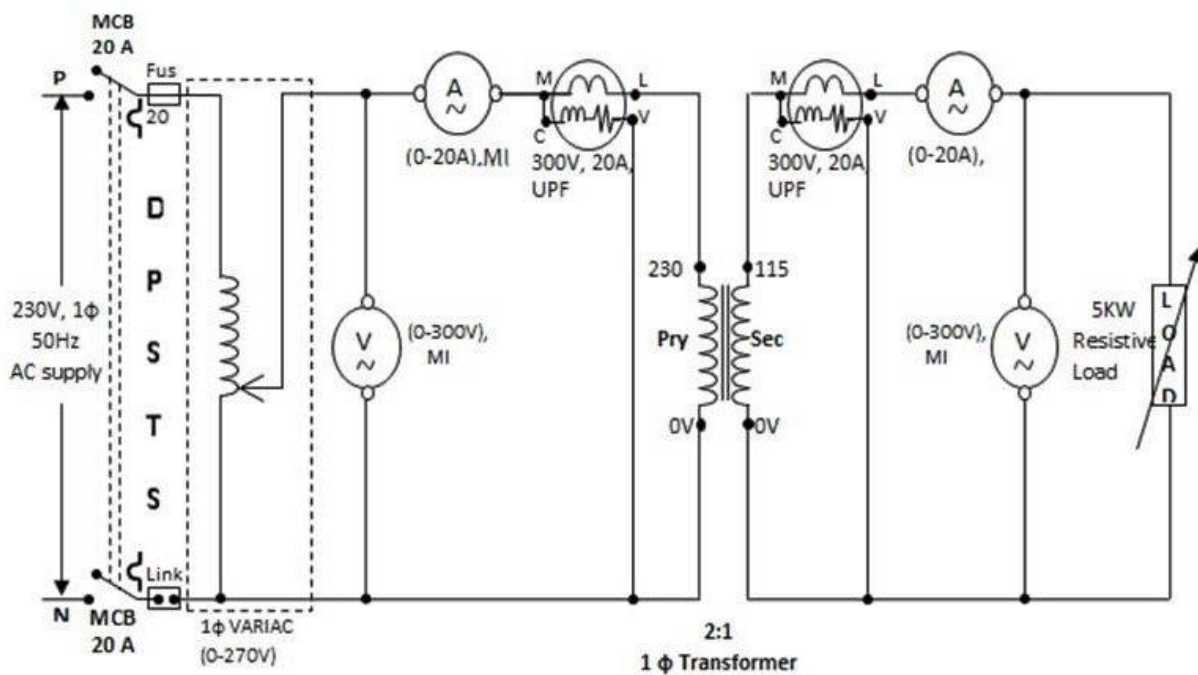 MCB
20 A
P
Fus
20
230V, 1ϕ
50Hz
AC supply
D
P
S
T
S
N
MCB
20 A
Link
1ϕ VARIAC
(0-270V)
V
~
(0-300V),
MI
A
~
(0-20A),MI
M
L
C
V
300V, 20A,
UPF
230
Pry
0V
115
Sec
0V
2:1
1 ϕ Transformer
M
L
C
V
300V, 20A,
UPF
A
~
(0-20A),
(0-300V),
MI
V
~
5KW
Resistive
Load
L
O
A
D